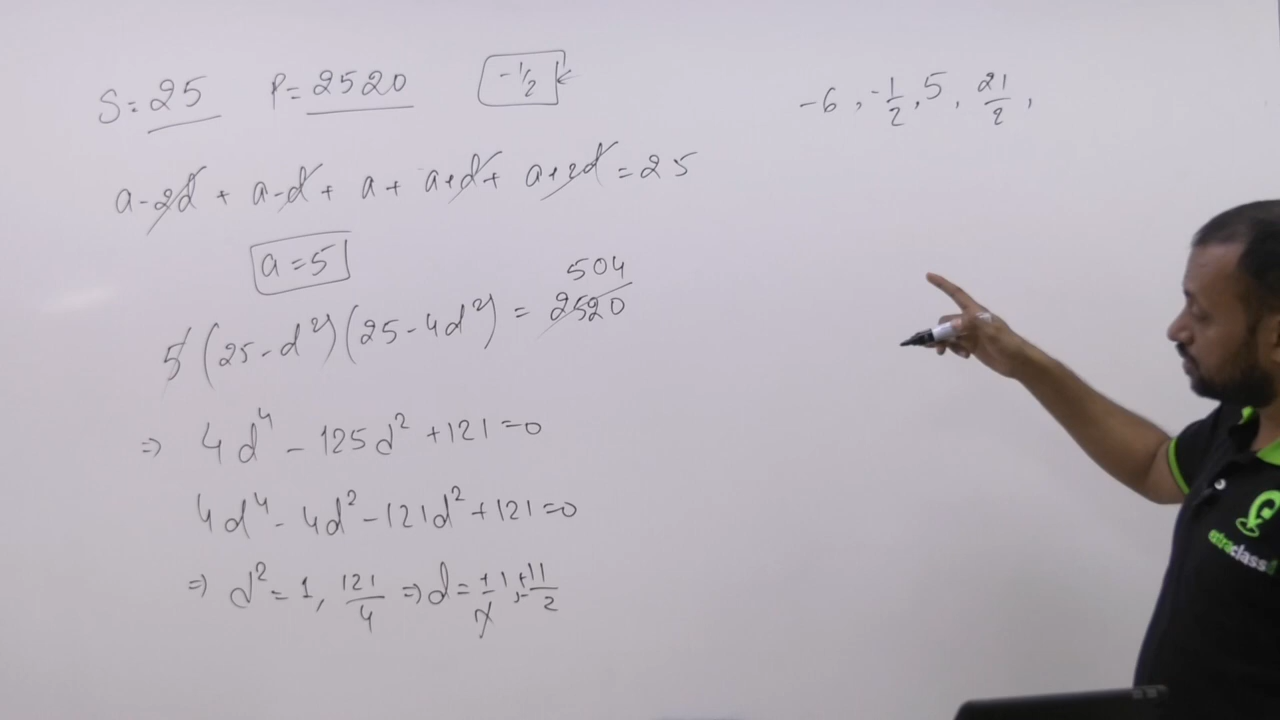 S = 25 P = 2520 -1/2 ←
-6, -1/2, 5, 21/2,
a - 2d + a - d + a + a + d + a + 2d = 25
a = 5
504
5 (25 - d²)(25 - 4d²) = 2520
⇒ 4d⁴ - 125d² + 121 = 0
4d⁴ - 4d² - 121d² + 121 = 0
⇒ d² = 1, 121/4 ⇒ d = ±1, ±11/2
extraclass